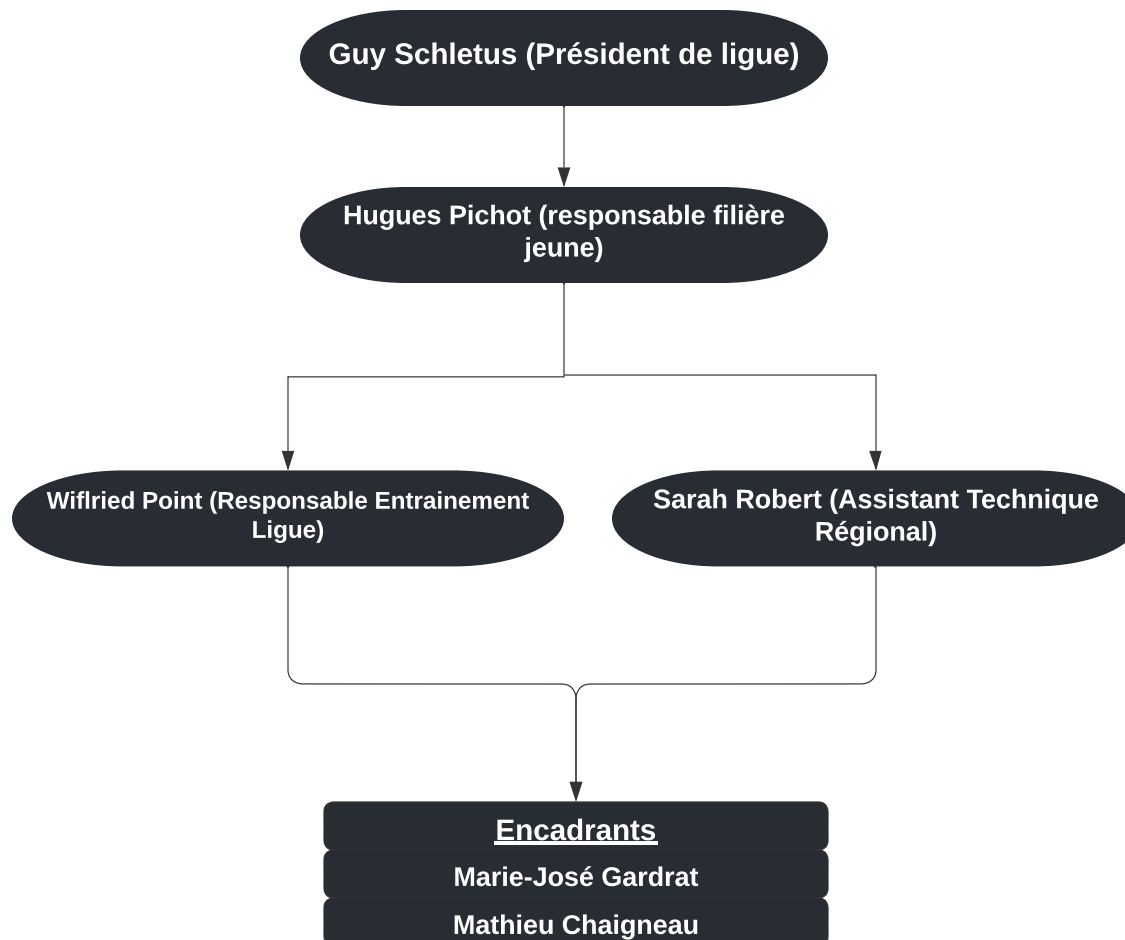 Guy Schletus (Président de ligue)
Hugues Pichot (responsable filière
jeune)
Wiflried Point (Responsable Entrainement
Ligue)
Sarah Robert (Assistant Technique
Régional)
Encadrants
Marie-José Gardrat
Mathieu Chaigneau